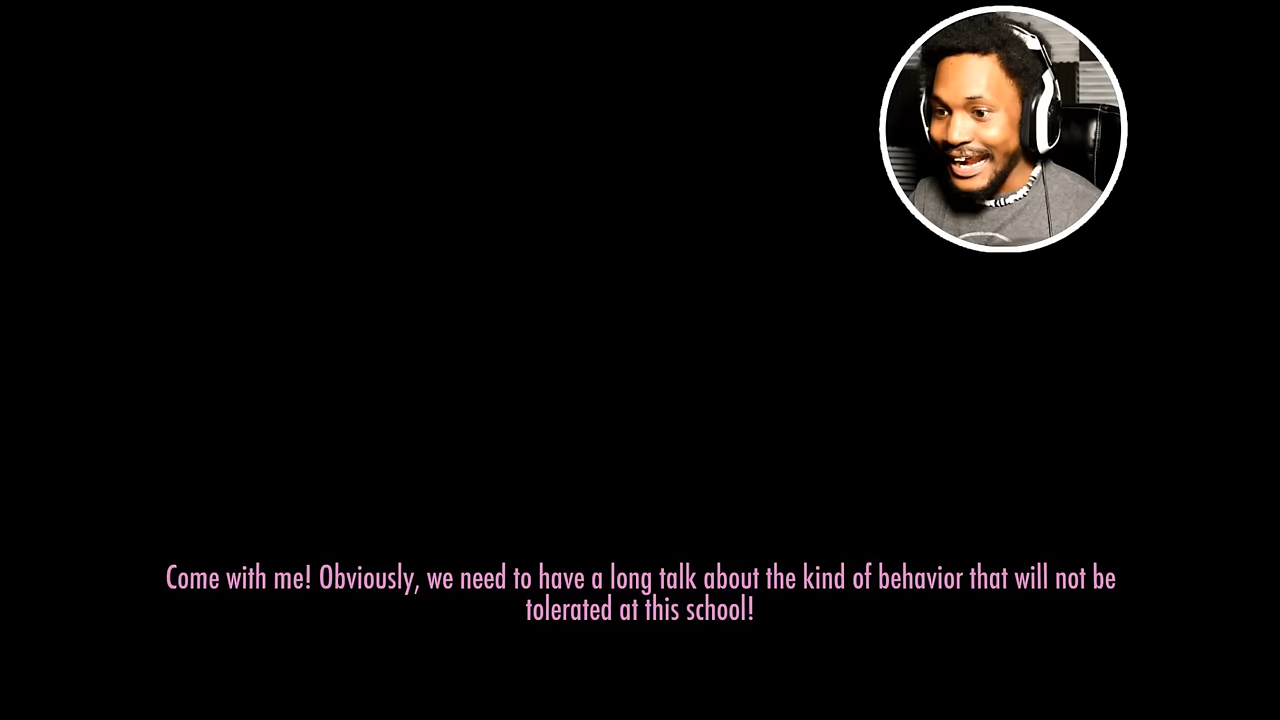 Come with me! Obviously, we need to have a long talk about the kind of behavior that will not be
tolerated at this school!